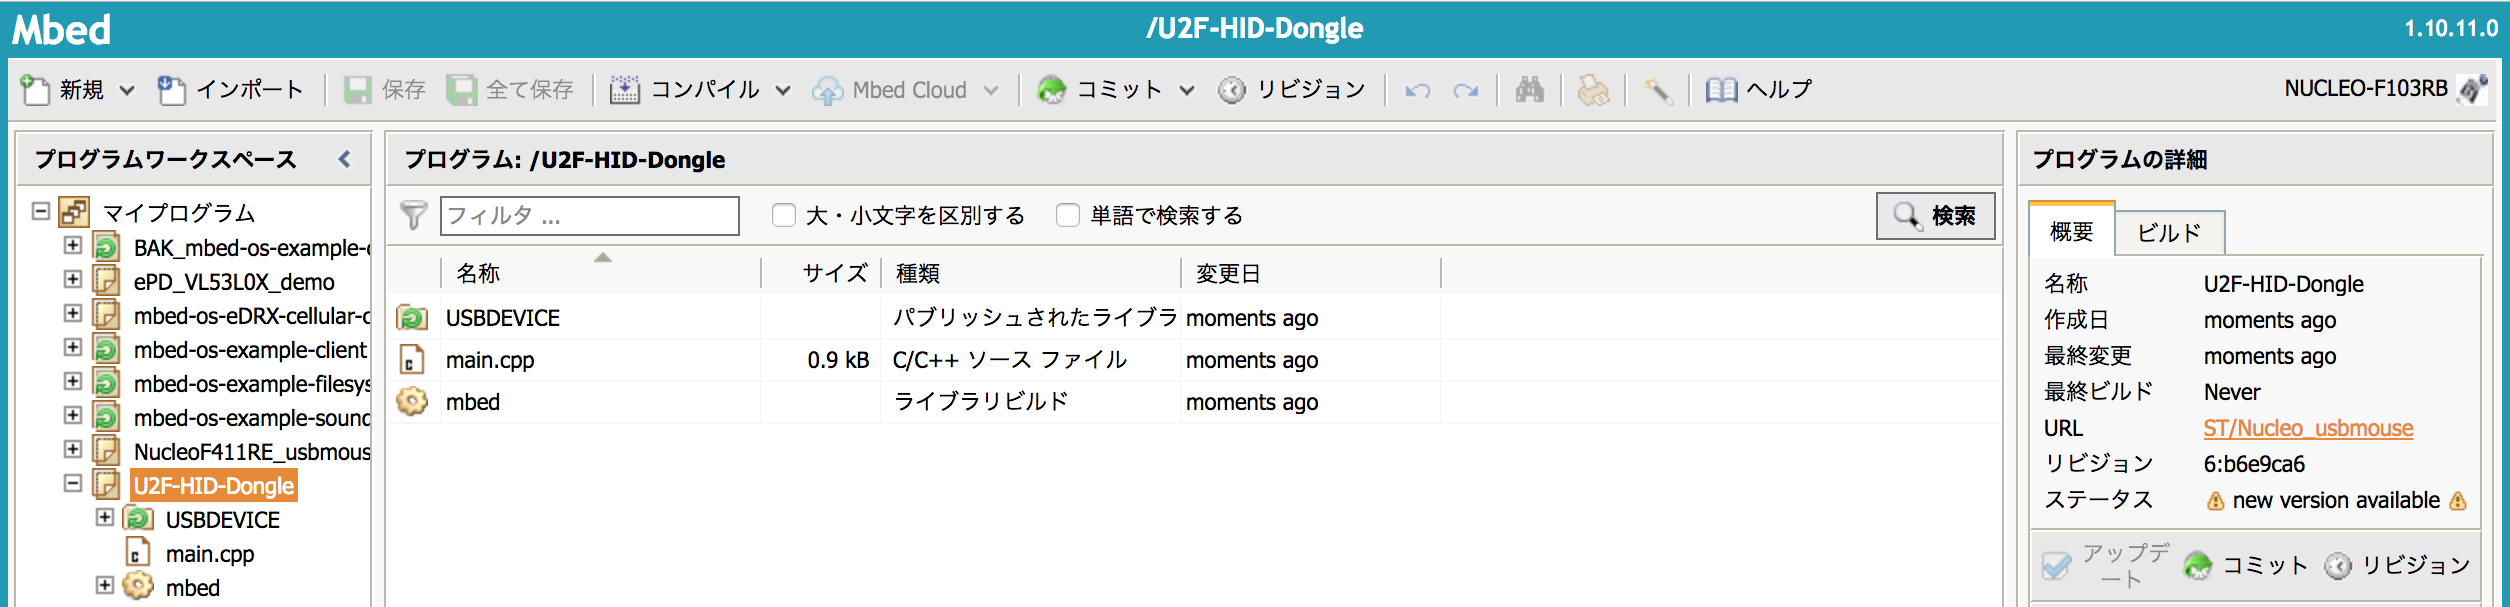 Mbed
/U2F-HID-Dongle
1.10.11.0
新規 インポート 保存 全て保存 コンパイル Mbed Cloud コミット リビジョン ヘルプ NUCLEO-F103RB
プログラムワークスペース
マイプログラム
BAK_mbed-os-example-e
ePD_VL53L0X_demo
mbed-os-eDRX-cellular-c
mbed-os-example-client
mbed-os-example-filesys
mbed-os-example-sound
NucleoF411RE_usbmous
U2F-HID-Dongle
USBDEVICE
main.cpp
mbed
プログラム: /U2F-HID-Dongle
フィルタ ... 大・小文字を区別する 単語で検索する 検索
名称 サイズ 種類 変更日
USBDEVICE パブリッシュされたライブラ moments ago
main.cpp 0.9 kB C/C++ ソース ファイル moments ago
mbed ライブラリビルド moments ago
プログラムの詳細
概要 ビルド
名称 U2F-HID-Dongle
作成日 moments ago
最終変更 moments ago
最終ビルド Never
URL ST/Nucleo_usbmouse
リビジョン 6:b6e9ca6
ステータス new version available
アップデート コミット リビジョン